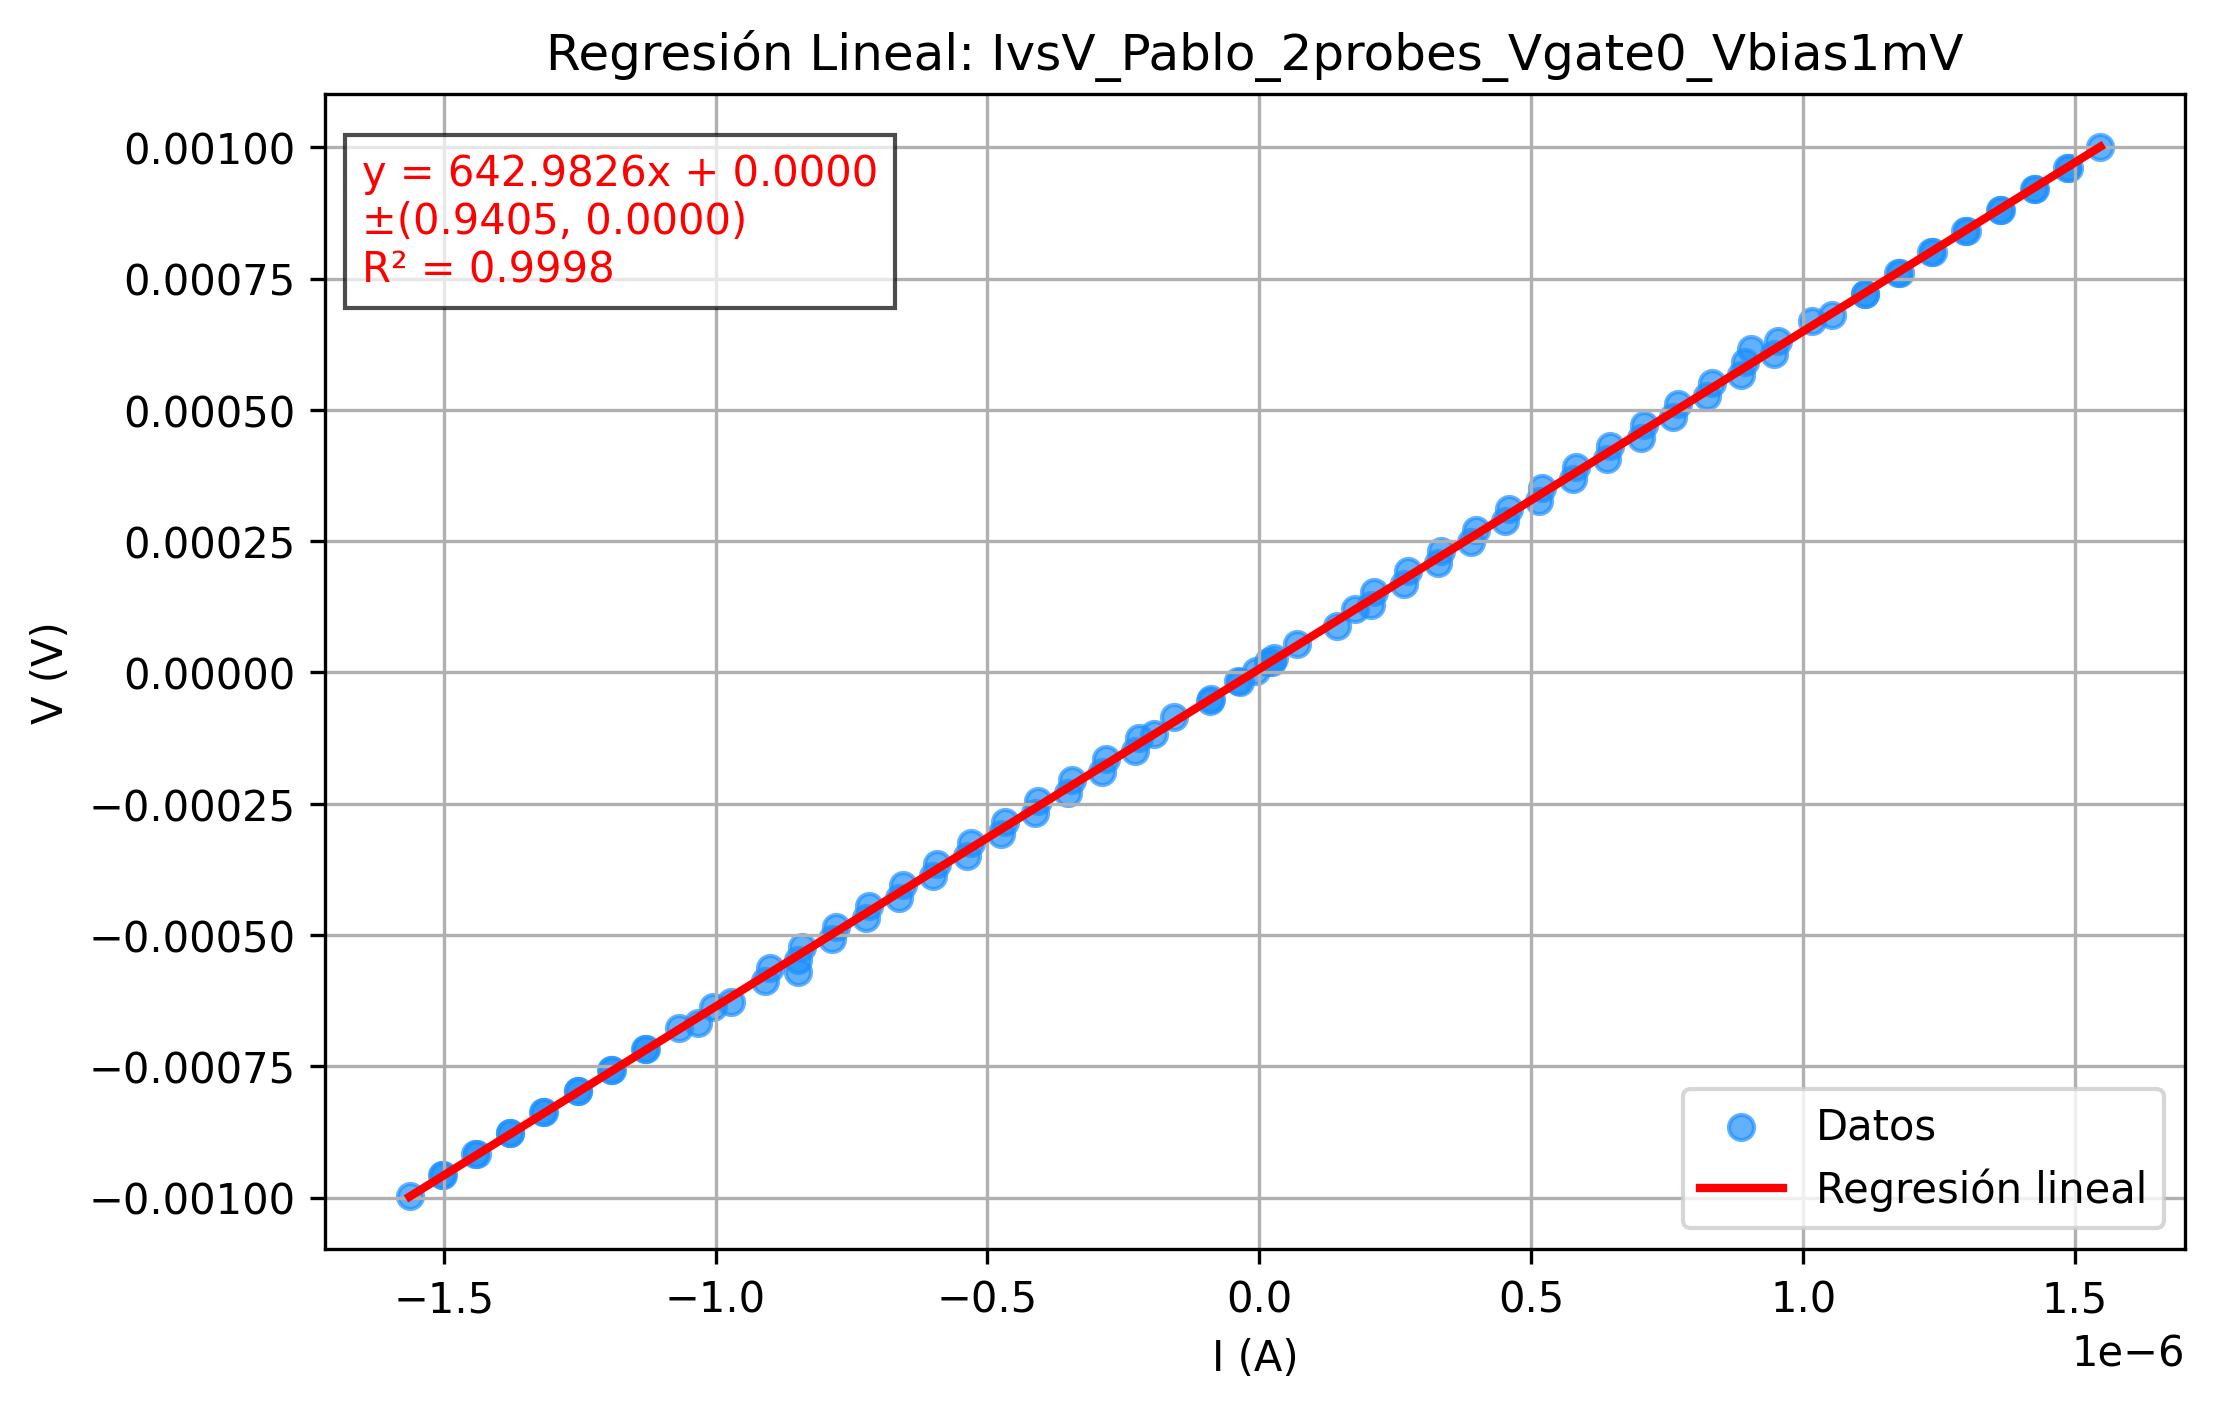 Regresión Lineal: IvsV_Pablo_2probes_Vgate0_Vbias1mV
y = 642.9826x + 0.0000
±(0.9405, 0.0000)
R² = 0.9998
0.00100
0.00075
0.00050
0.00025
0.00000
−0.00025
−0.00050
−0.00075
−0.00100
V (V)
Datos
Regresión lineal
−1.5 −1.0 −0.5 0.0 0.5 1.0 1.5
1e−6
I (A)